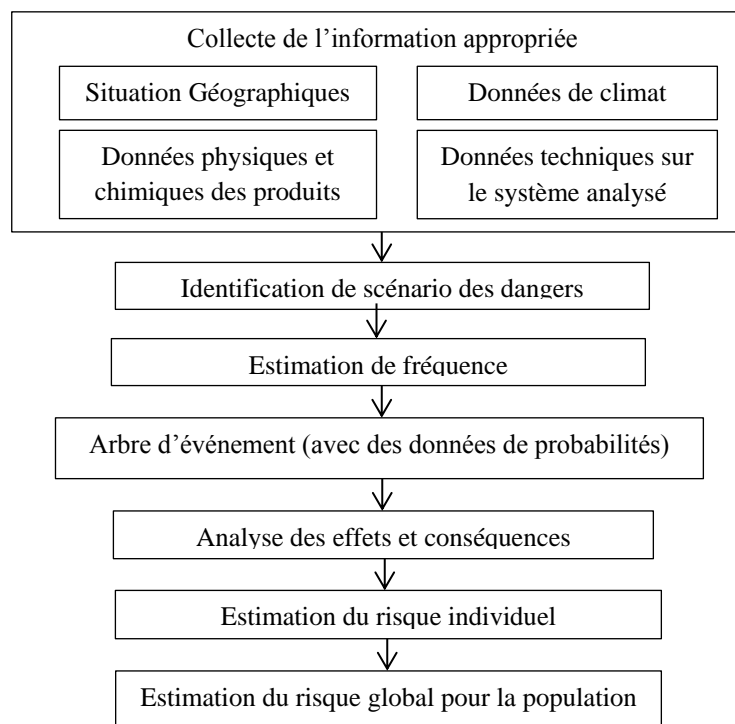 Collecte de l’information appropriée
Situation Géographiques
Données de climat
Données physiques et
chimiques des produits
Données techniques sur
le système analysé
Identification de scénario des dangers
Estimation de fréquence
Arbre d’événement (avec des données de probabilités)
Analyse des effets et conséquences
Estimation du risque individuel
Estimation du risque global pour la population